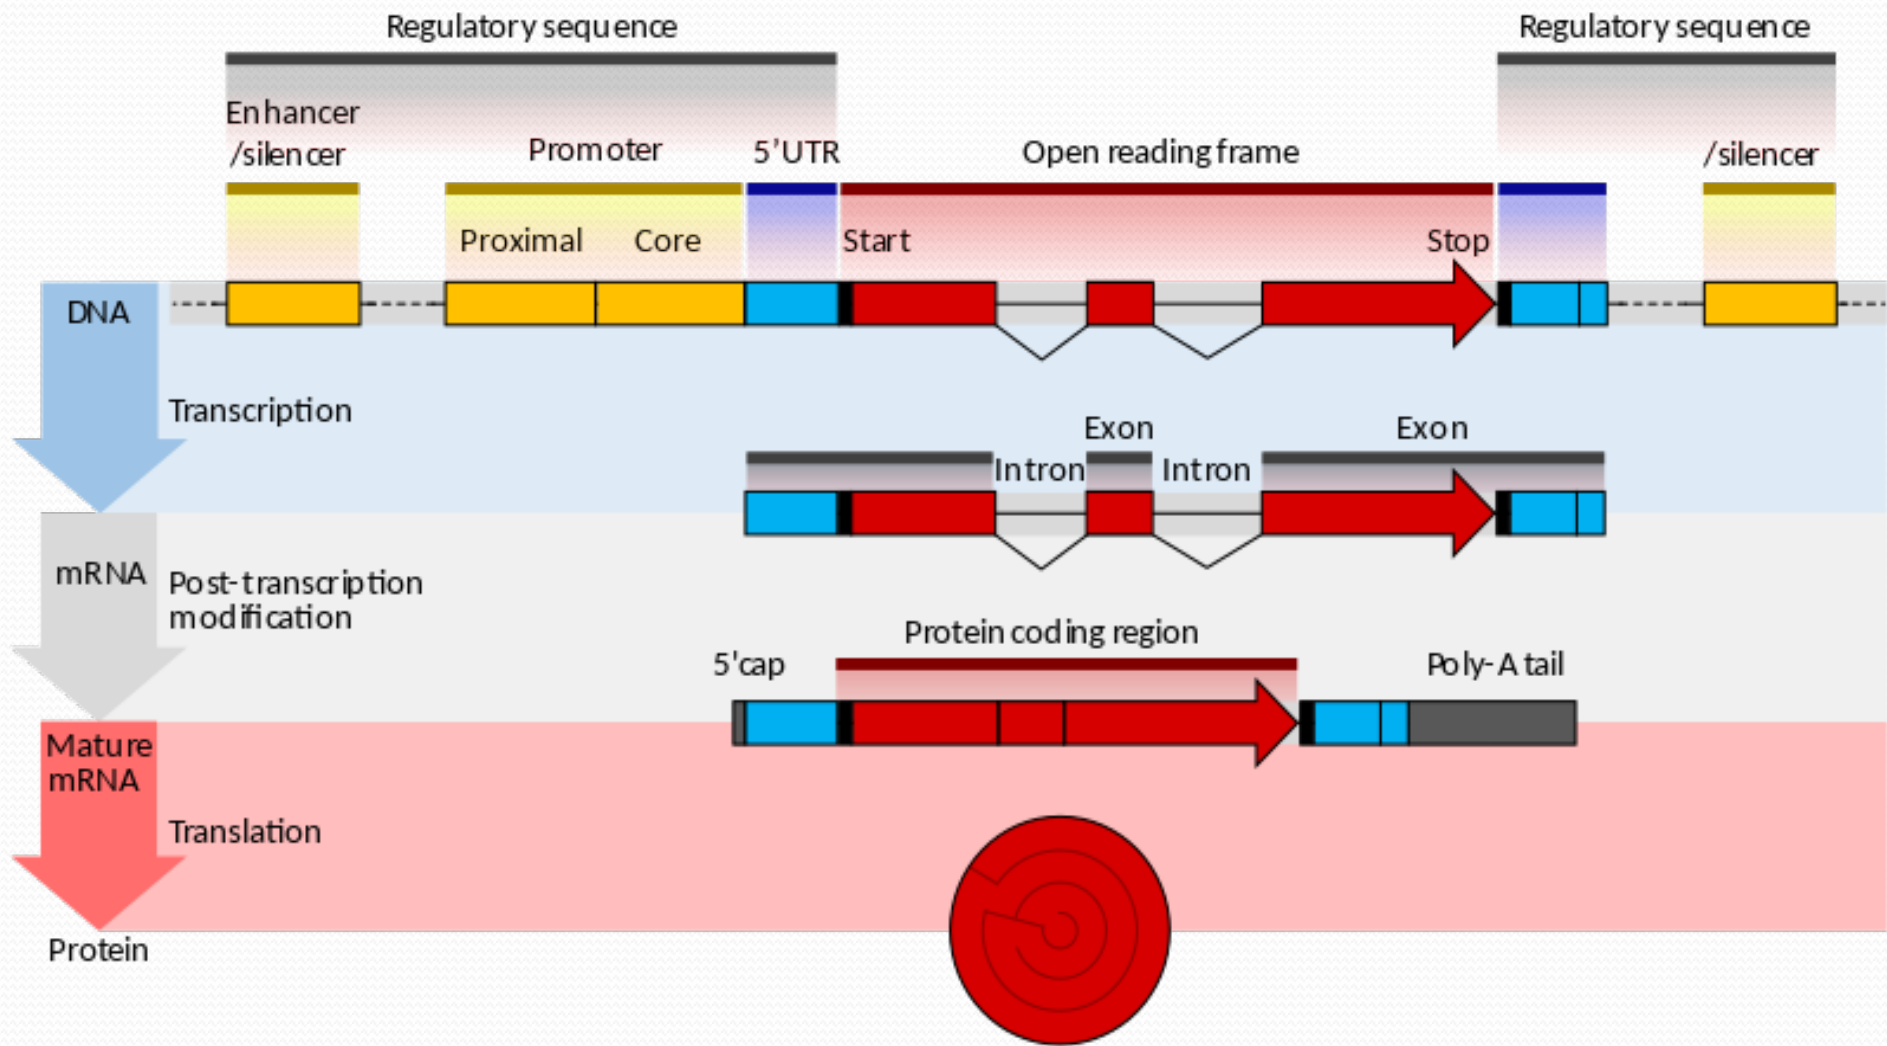 Regulatory sequence
Regulatory sequence
Enhancer
/silencer
Promoter
5’UTR
Open reading frame
/silencer
Proximal
Core
Start
Stop
DNA
Transcription
Exon
Exon
Intron
Intron
mRNA
Post-transcription
modification
Protein coding region
5'cap
Poly-A tail
Mature
mRNA
Translation
Protein